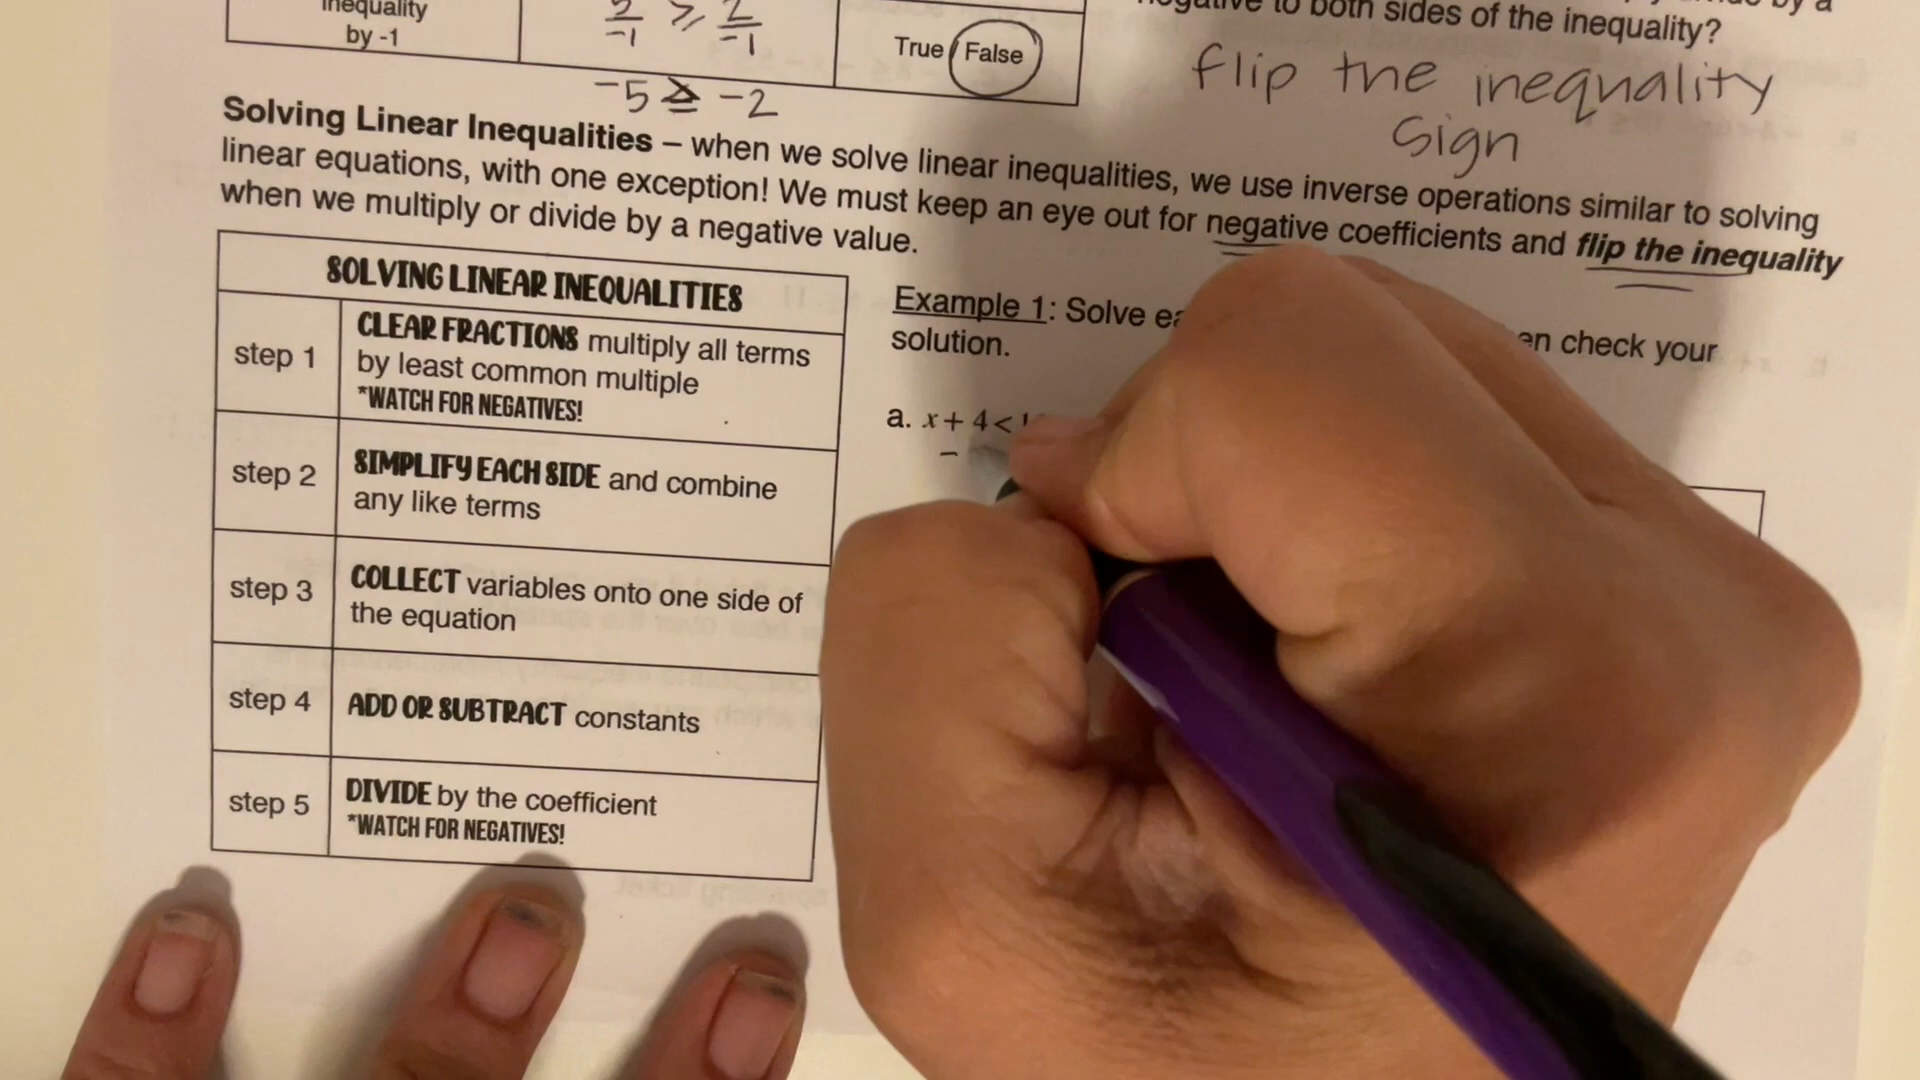 inequality
by -1
5/-1 ≥ 2/-1
True / False
-5 ≥ -2
to both sides of the inequality?
flip the inequality
sign
Solving Linear Inequalities – when we solve linear inequalities, we use inverse operations similar to solving
linear equations, with one exception! We must keep an eye out for negative coefficients and flip the inequality
when we multiply or divide by a negative value.
SOLVING LINEAR INEQUALITIES
step 1
CLEAR FRACTIONS multiply all terms
by least common multiple
*WATCH FOR NEGATIVES!
step 2
SIMPLIFY EACH SIDE and combine
any like terms
step 3
COLLECT variables onto one side of
the equation
step 4
ADD OR SUBTRACT constants
step 5
DIVIDE by the coefficient
*WATCH FOR NEGATIVES!
Example 1: Solve check your
solution.
a. x + 4 <
−